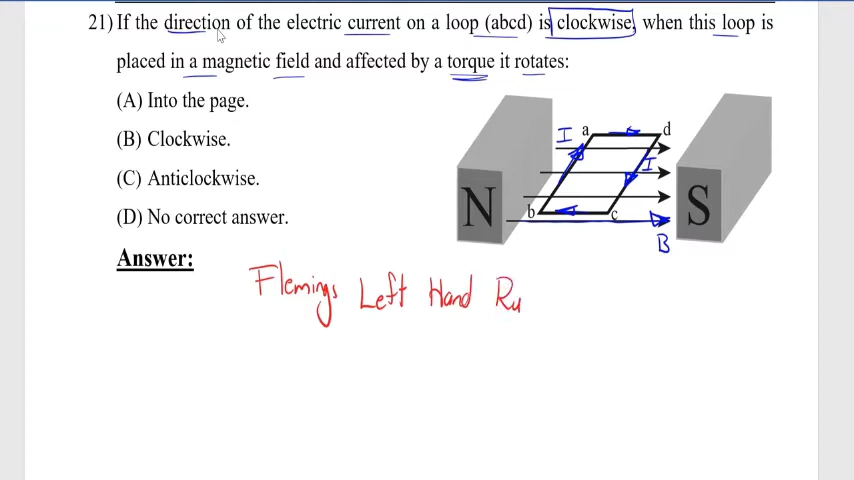 21) If the direction of the electric current on a loop (abcd) is clockwise, when this loop is
placed in a magnetic field and affected by a torque it rotates:
(A) Into the page.
(B) Clockwise.
(C) Anticlockwise.
(D) No correct answer.
Answer:
I a d
I
N S
b c
B
Flemings Left Hand Ru